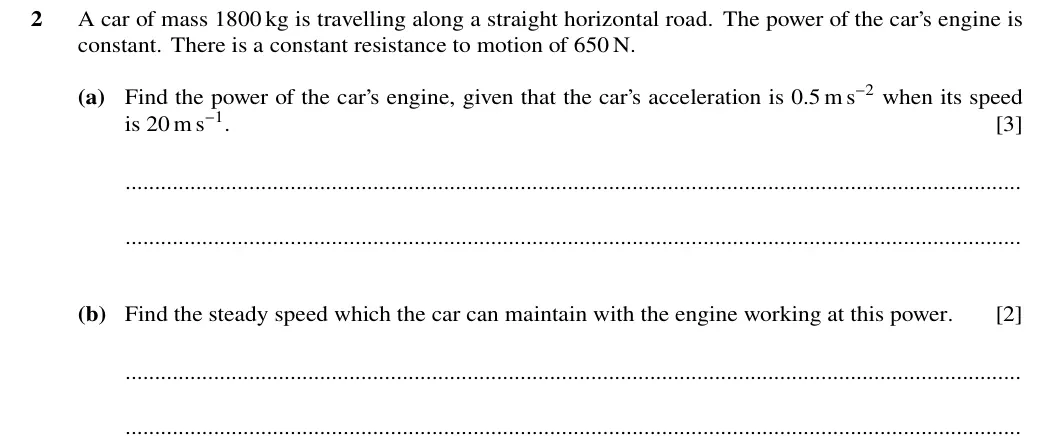 2 A car of mass 1800 kg is travelling along a straight horizontal road. The power of the car's engine is
constant. There is a constant resistance to motion of 650 N.
(a) Find the power of the car's engine, given that the car's acceleration is 0.5 m s⁻² when its speed
is 20 m s⁻¹. [3]
(b) Find the steady speed which the car can maintain with the engine working at this power. [2]